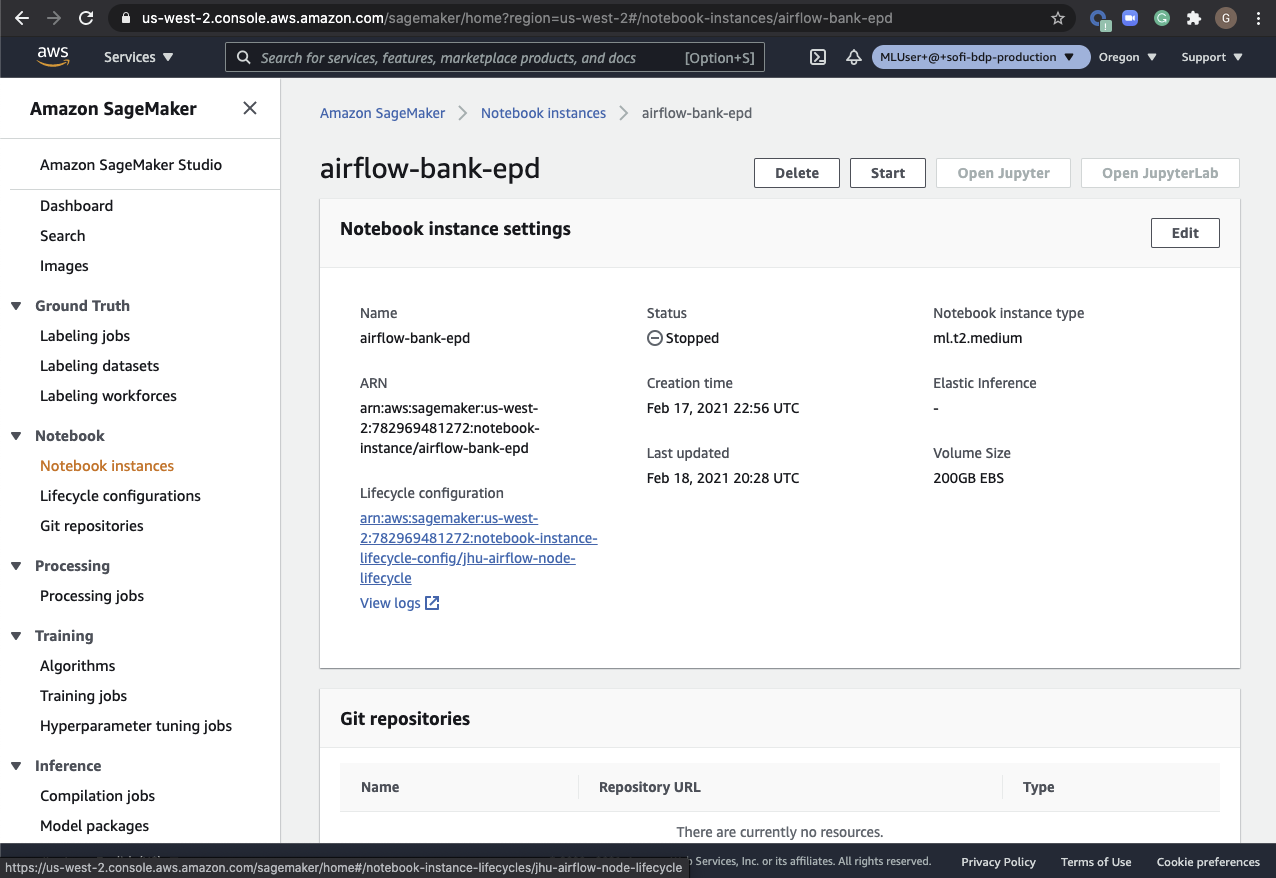 us-west-2.console.aws.amazon.com/sagemaker/home?region=us-west-2#/notebook-instances/airflow-bank-epd
G
aws
Services
Search for services, features, marketplace products, and docs
[Option+S]
MLUser+@+sofi-bdp-production
Oregon
Support
Amazon SageMaker
Amazon SageMaker Studio
Dashboard
Search
Images
Ground Truth
Labeling jobs
Labeling datasets
Labeling workforces
Notebook
Notebook instances
Lifecycle configurations
Git repositories
Processing
Processing jobs
Training
Algorithms
Training jobs
Hyperparameter tuning jobs
Inference
Compilation jobs
Model packages
Amazon SageMaker
Notebook instances
airflow-bank-epd
airflow-bank-epd
Delete
Start
Open Jupyter
Open JupyterLab
Notebook instance settings
Edit
Name
airflow-bank-epd
ARN
arn:aws:sagemaker:us-west-
2:782969481272:notebook-
instance/airflow-bank-epd
Lifecycle configuration
arn:aws:sagemaker:us-west-
2:782969481272:notebook-instance-
lifecycle-config/jhu-airflow-node-
lifecycle
View logs
Status
Stopped
Creation time
Feb 17, 2021 22:56 UTC
Last updated
Feb 18, 2021 20:28 UTC
Notebook instance type
ml.t2.medium
Elastic Inference
-
Volume Size
200GB EBS
Git repositories
Name
Repository URL
Type
There are currently no resources.
Services, Inc. or its affiliates. All rights reserved.
Privacy Policy
Terms of Use
Cookie preferences
https://us-west-2.console.aws.amazon.com/sagemaker/home#/notebook-instance-lifecycles/jhu-airflow-node-lifecycle